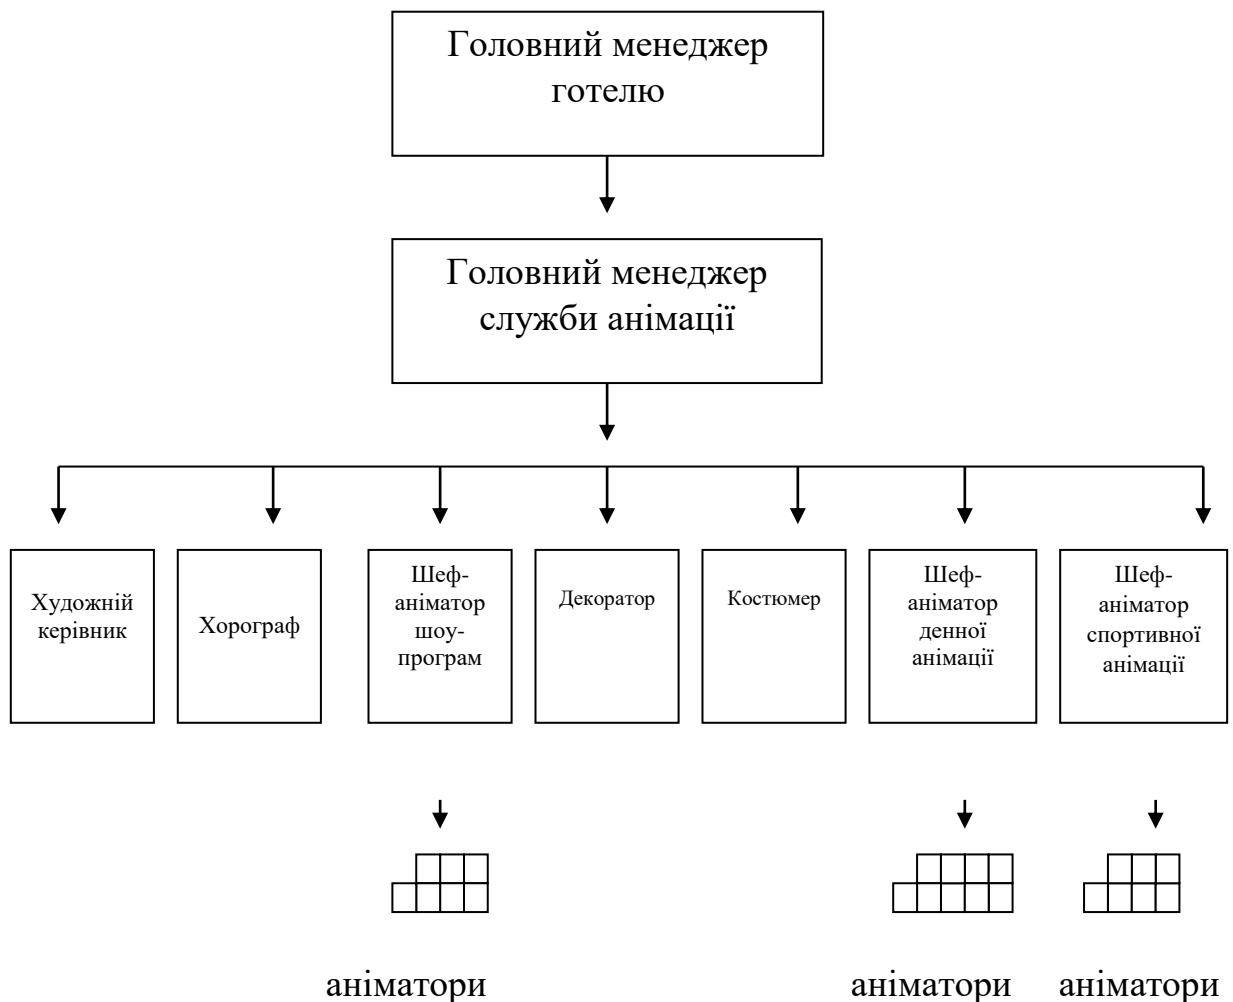 Головний менеджер
готелю
Головний менеджер
служби анімації
Художній
керівник
Хорограф
Шеф-
аніматор
шоу-
програм
Декоратор
Костюмер
Шеф-
аніматор
денної
анімації
Шеф-
аніматор
спортивної
анімації
аніматори
аніматори
аніматори